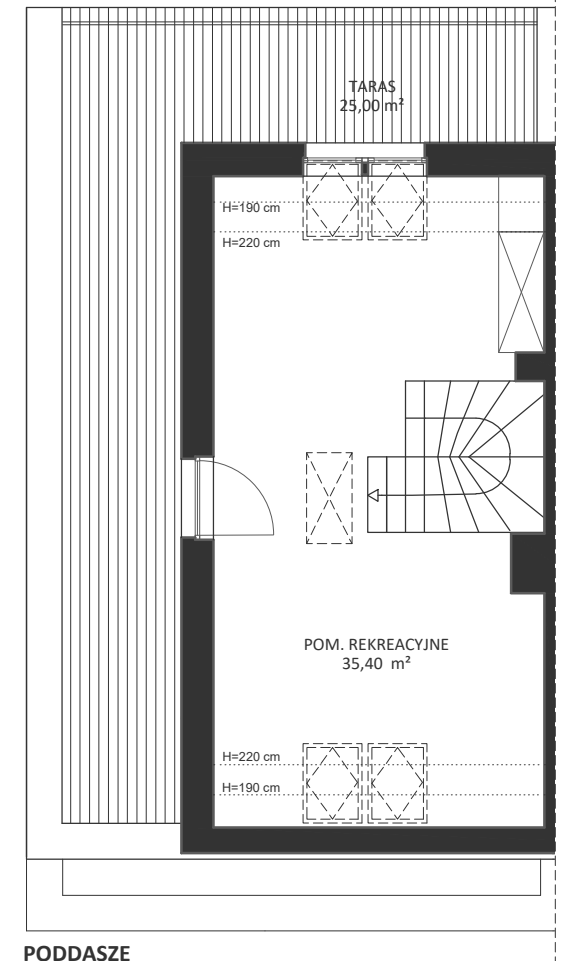 TARAS
25,00 m²
H=190 cm
H=220 cm
POM. REKREACYJNE
35,40 m²
H=220 cm
H=190 cm
PODDASZE